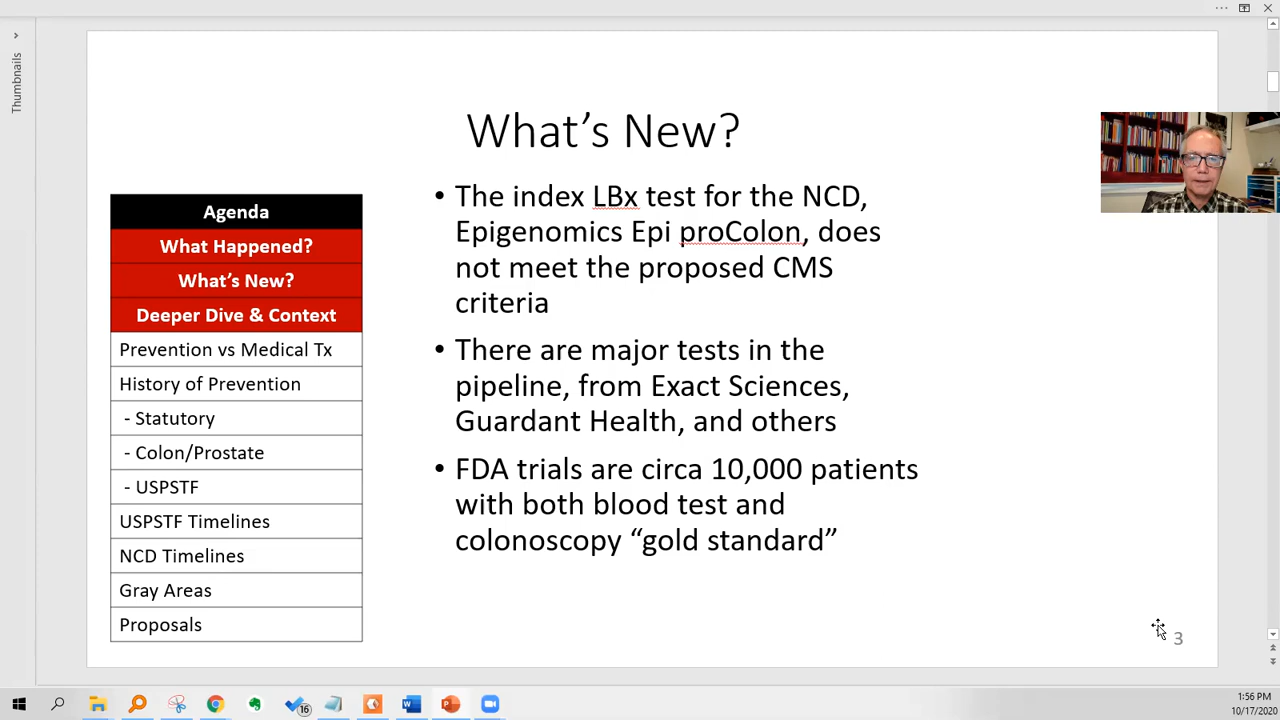 Thumbnails
What's New?
Agenda
What Happened?
What's New?
Deeper Dive & Context
Prevention vs Medical Tx
History of Prevention
- Statutory
- Colon/Prostate
- USPSTF
USPSTF Timelines
NCD Timelines
Gray Areas
Proposals
• The index LBx test for the NCD,
Epigenomics Epi proColon, does
not meet the proposed CMS
criteria
• There are major tests in the
pipeline, from Exact Sciences,
Guardant Health, and others
• FDA trials are circa 10,000 patients
with both blood test and
colonoscopy “gold standard”
3
16
1:56 PM
10/17/2020